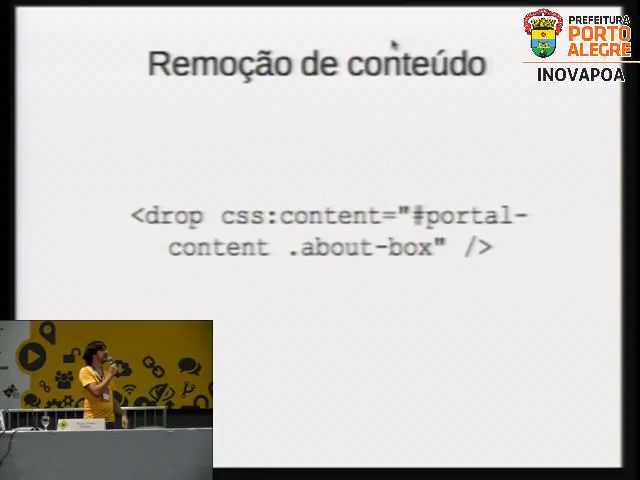 Remoção de conteúdo
PREFEITURA
PORTO
ALEGRE
INOVAPOA
<drop css:content="#portal-
content .about-box" />